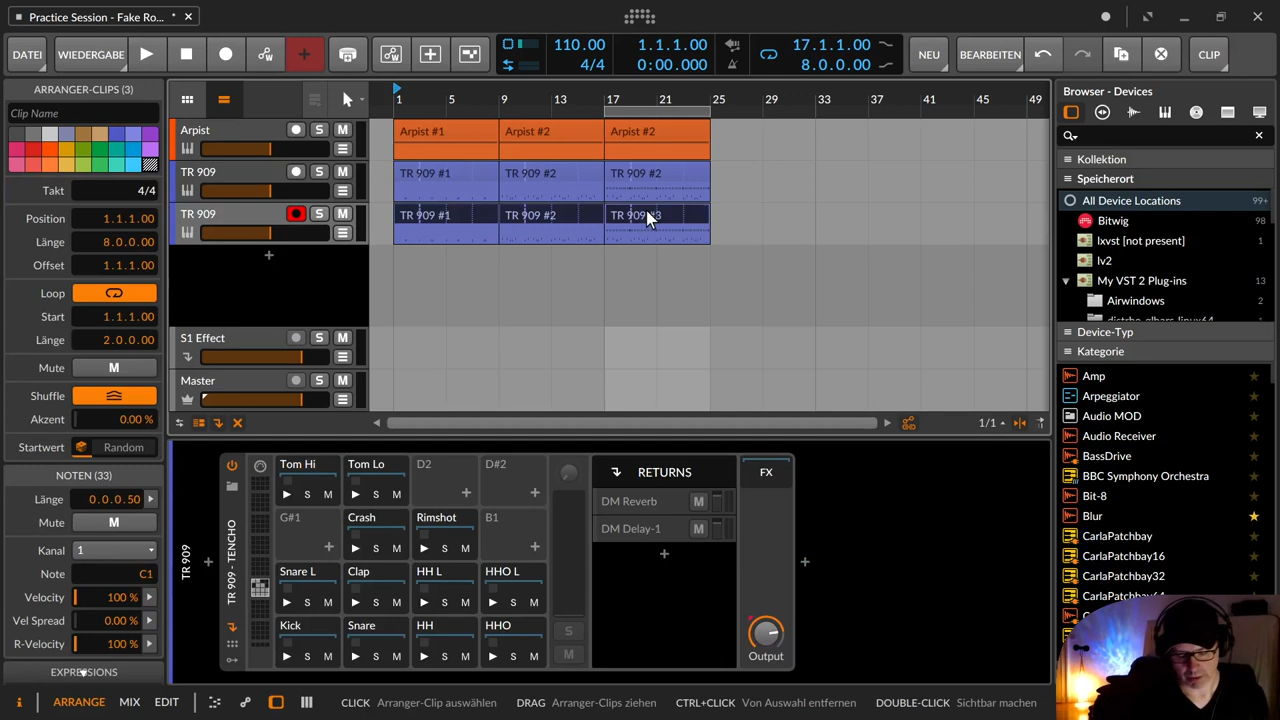 Practice Session - Fake Ro... *
DATEI
WIEDERGABE
110.00
4/4
1.1.1.00
0:00.000
17.1.1.00
8.0.0.00
NEU
BEARBEITEN
CLIP
ARRANGER-CLIPS (3)
Clip Name
Takt 4/4
Position 1.1.1.00
Länge 8.0.0.00
Offset 1.1.1.00
Loop
Start 1.1.1.00
Länge 2.0.0.00
Mute M
Shuffle
Akzent 0.00 %
Startwert Random
NOTEN (33)
Länge 0.0.0.50
Mute M
Kanal 1
Note C1
Velocity 100 %
Vel Spread 0.00 %
R-Velocity 100 %
EXPRESSIONS
1 5 9 13 17 21 25 29 33 37 41 45 49
Arpist S M
Arpist #1 Arpist #2 Arpist #2
TR 909 S M
TR 909 #1 TR 909 #2 TR 909 #2
TR 909 S M
TR 909 #1 TR 909 #2 TR 909 #3
+
S1 Effect S M
Master S M
1/1
TR 909
TR 909 - TENCHO
Tom Hi Tom Lo D2 D#2
S M S M
G#1 Crash Rimshot B1
S M S M
Snare L Clap HH L HHO L
S M S M S M S M
Kick Snare HH HHO
S M S M S M S M
S
M
RETURNS
DM Reverb M
DM Delay-1 M
FX
Output
Browser - Devices
Kollektion
Speicherort
All Device Locations 99+
Bitwig 98
lxvst [not present]
lv2
My VST 2 Plug-ins 13
Airwindows
Device-Typ
Kategorie
Amp
Arpeggiator
Audio MOD
Audio Receiver
BassDrive
BBC Symphony Orchestra
Bit-8
Blur
CarlaPatchbay
CarlaPatchbay16
CarlaPatchbay32
i ARRANGE MIX EDIT
CLICK Arranger-Clip auswählen DRAG Arranger-Clips ziehen CTRL+CLICK Von Auswahl entfernen DOUBLE-CLICK Sichtbar machen